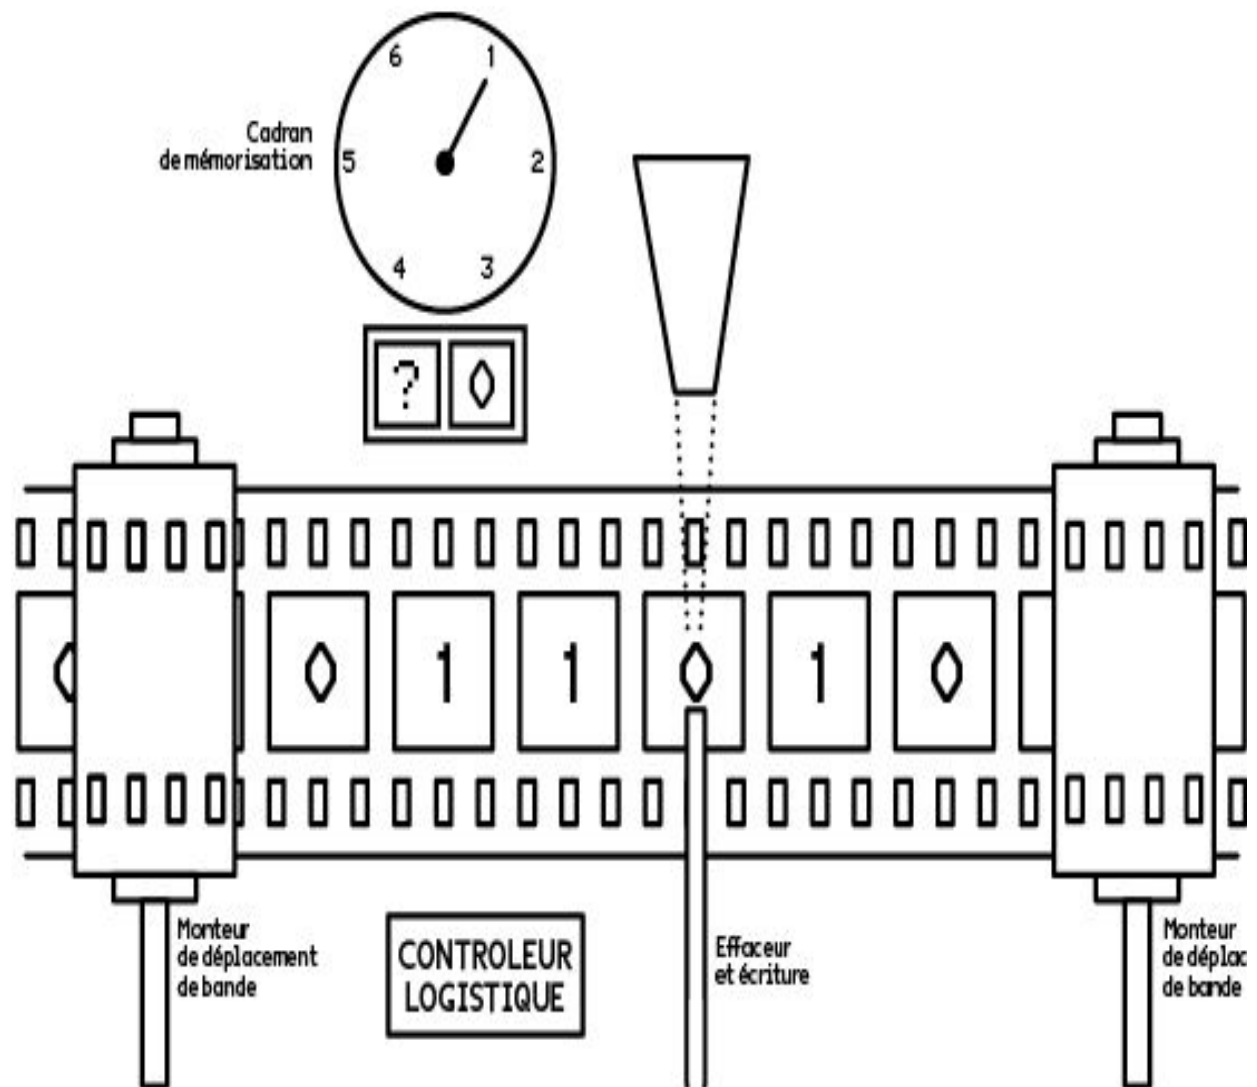 6 1
Cadran
de mémorisation
5 2
4 3
? ◊
◊ ◊ 1 1 ◊ 1 ◊
Monteur
de déplacement
de bande
CONTROLEUR
LOGISTIQUE
Effaceur
et écriture
Monteur
de déplac
de bande